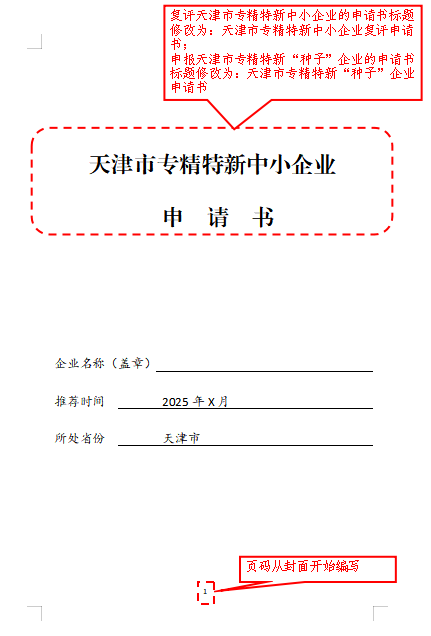 复评天津市专精特新中小企业的申请书标题
修改为：天津市专精特新中小企业复评申请
书；
申报天津市专精特新“种子”企业的申请书
标题修改为：天津市专精特新“种子”企业
申请书
天津市专精特新中小企业
申 请 书
企业名称（盖章）
推荐时间 2025 年 X 月
所处省份 天津市
页码从封面开始编写
1